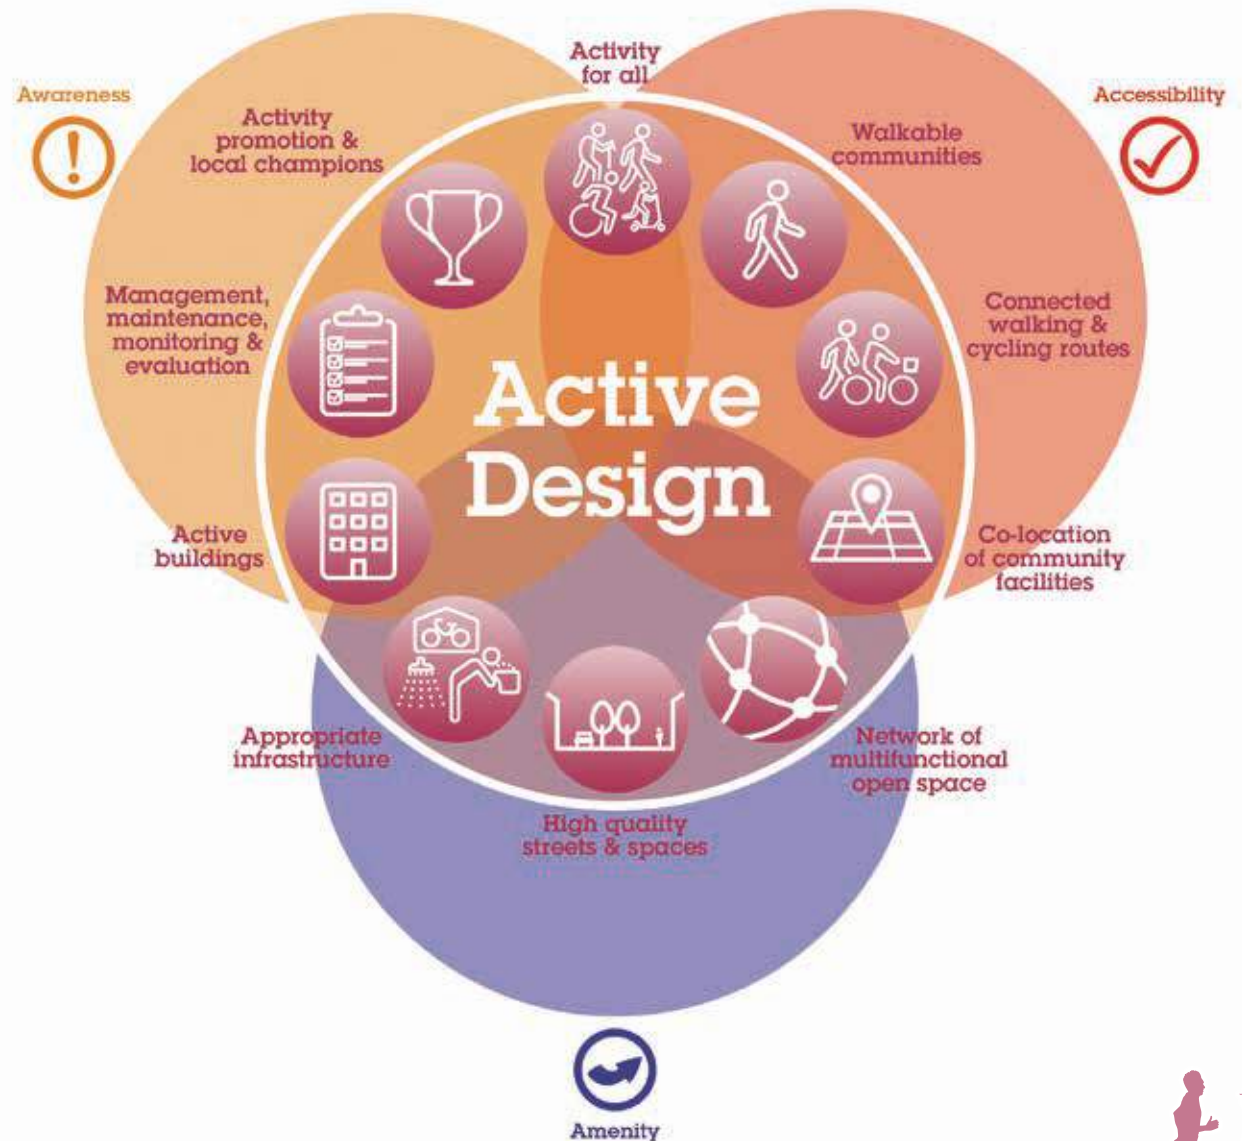 Activity
for all
Awareness
Accessibility
Activity
promotion &
local champions
Walkable
communities
Management,
maintenance,
monitoring &
evaluation
Connected
walking &
cycling routes
Active
Design
Active
buildings
Co-location
of community
facilities
Appropriate
infrastructure
Network of
multifunctional
open space
High quality
streets & spaces
Amenity